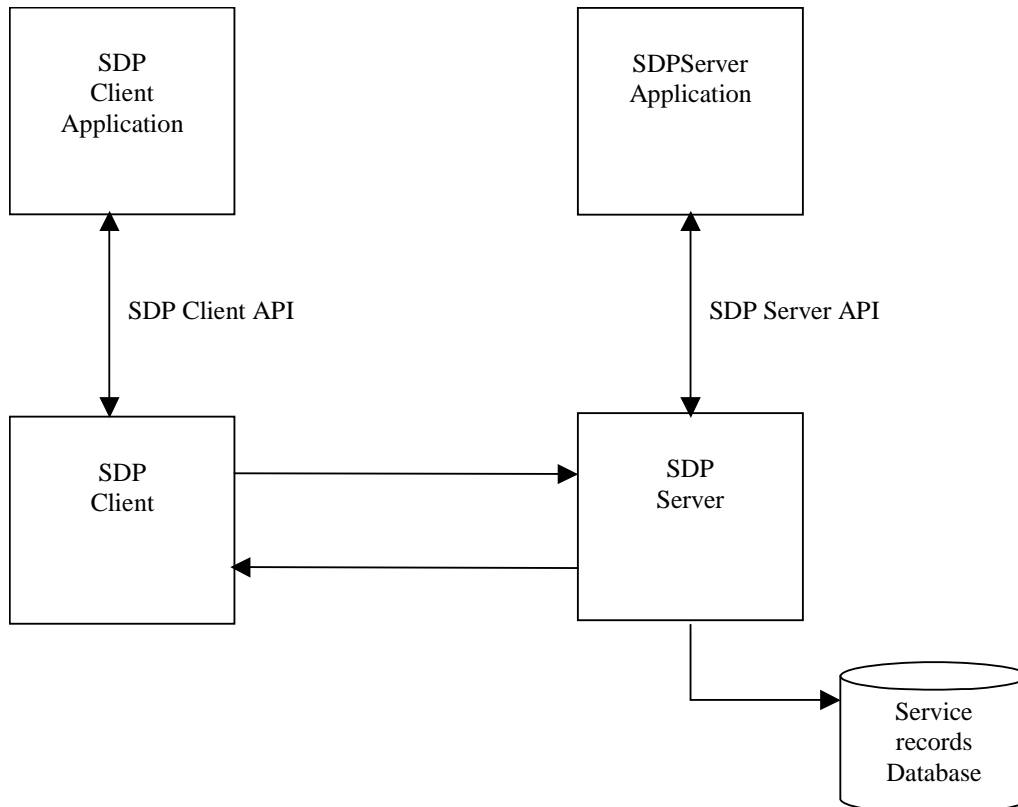 SDP
Client
Application
SDPServer
Application
SDP Client API
SDP Server API
SDP
Client
SDP
Server
Service
records
Database